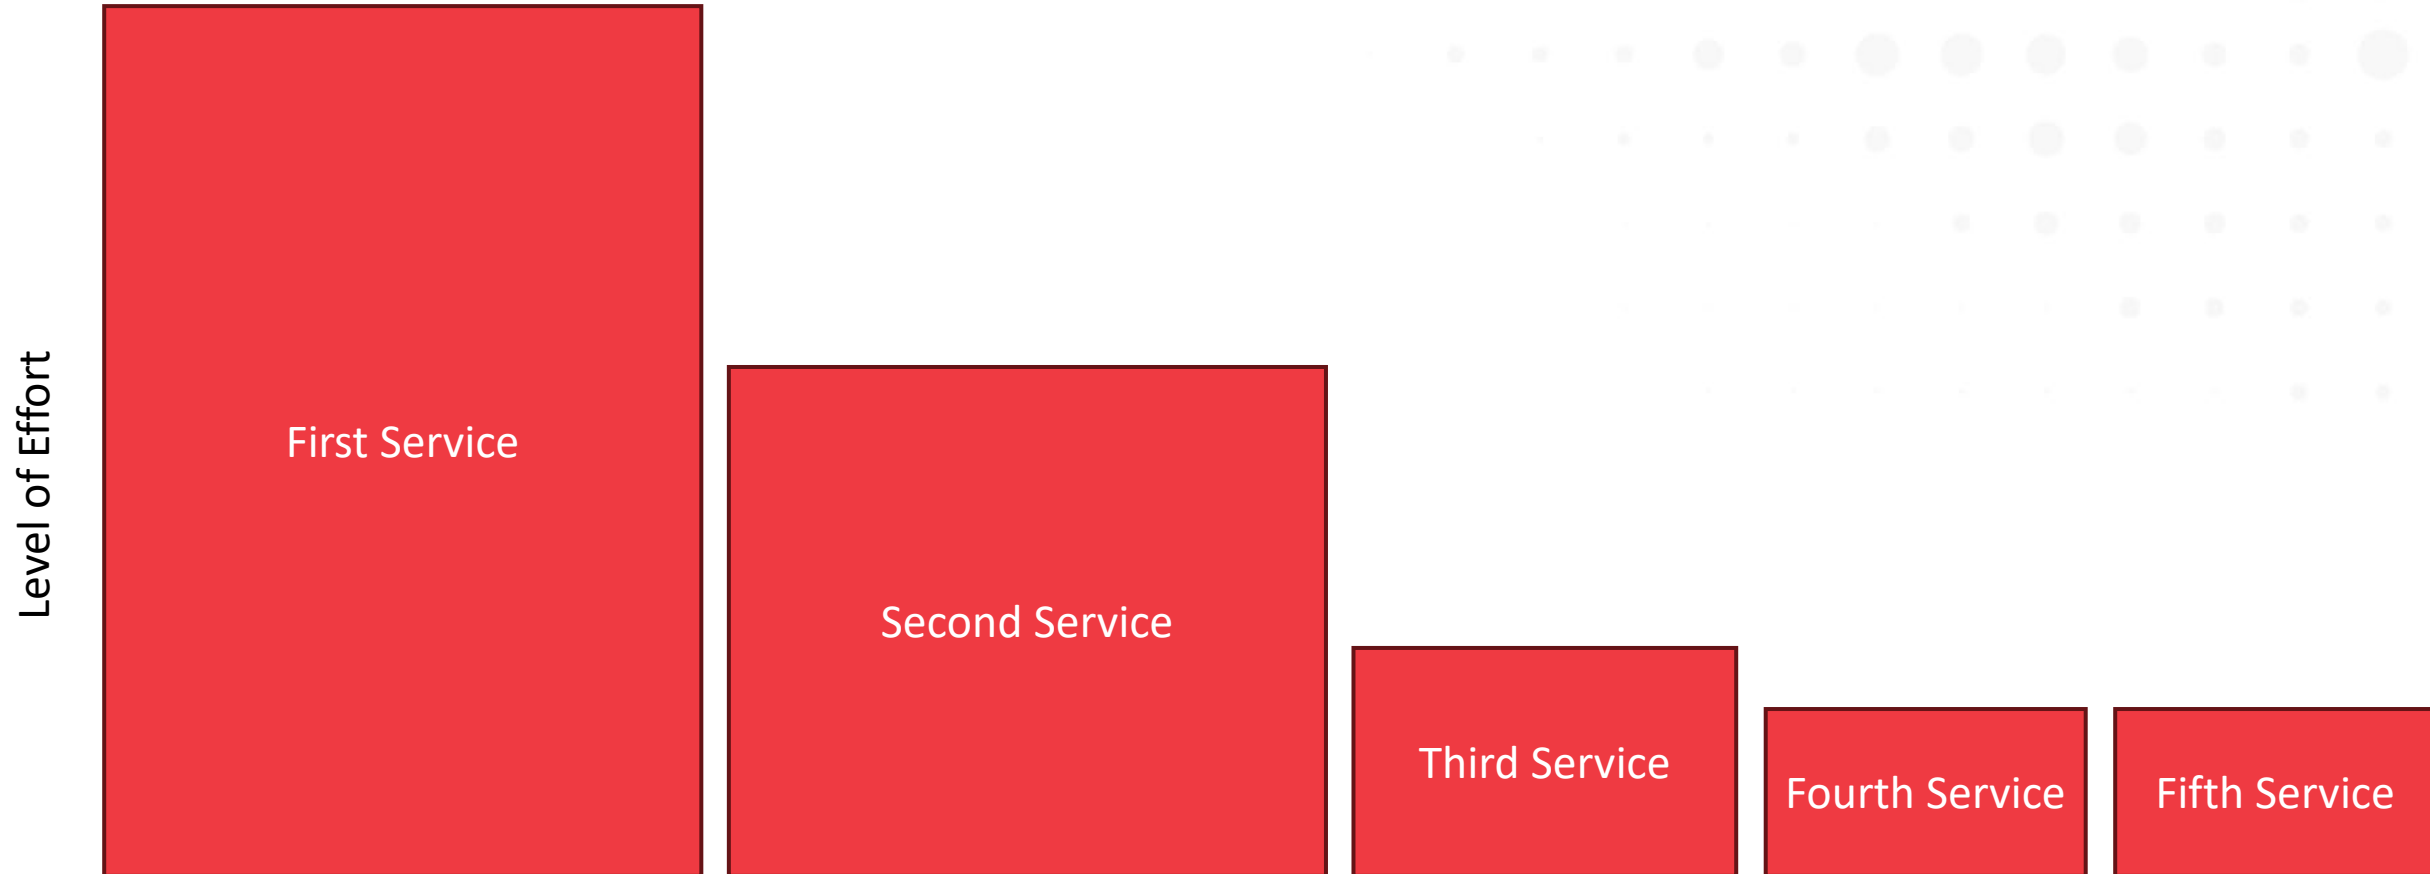 Level of Effort
First Service
Second Service
Third Service
Fourth Service
Fifth Service